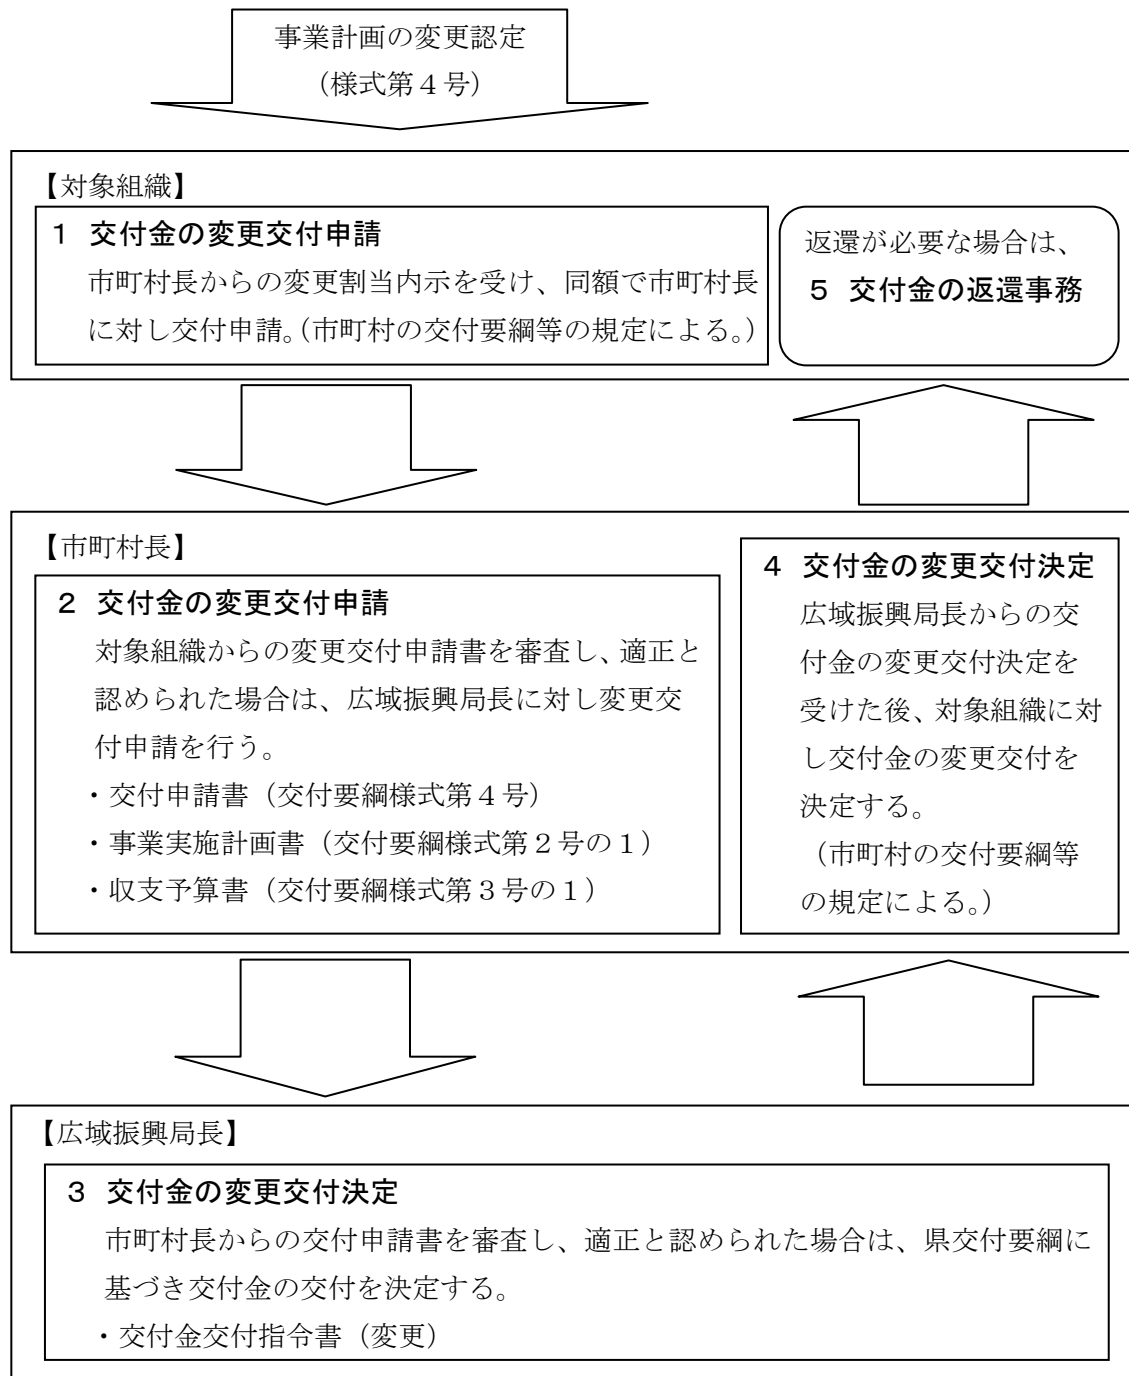 事業計画の変更認定
（様式第４号）
【対象組織】
１ 交付金の変更交付申請
市町村長からの変更割当内示を受け、同額で市町村長
に対し交付申請。（市町村の交付要綱等の規定による。）
返還が必要な場合は、
５ 交付金の返還事務
【市町村長】
２ 交付金の変更交付申請
対象組織からの変更交付申請書を審査し、適正と
認められた場合は、広域振興局長に対し変更交
付申請を行う。
・交付申請書（交付要綱様式第４号）
・事業実施計画書（交付要綱様式第２号の１）
・収支予算書（交付要綱様式第３号の１）
４ 交付金の変更交付決定
広域振興局長からの交
付金の変更交付決定を
受けた後、対象組織に対
し交付金の変更交付を
決定する。
（市町村の交付要綱等
の規定による。）
【広域振興局長】
３ 交付金の変更交付決定
市町村長からの交付申請書を審査し、適正と認められた場合は、県交付要綱に
基づき交付金の交付を決定する。
・交付金交付指令書（変更）